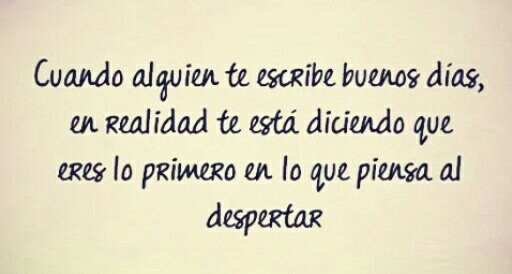 Cuando alguien te escribe buenos días,
en realidad te está diciendo que
eres lo primero en lo que piensa al
despertar